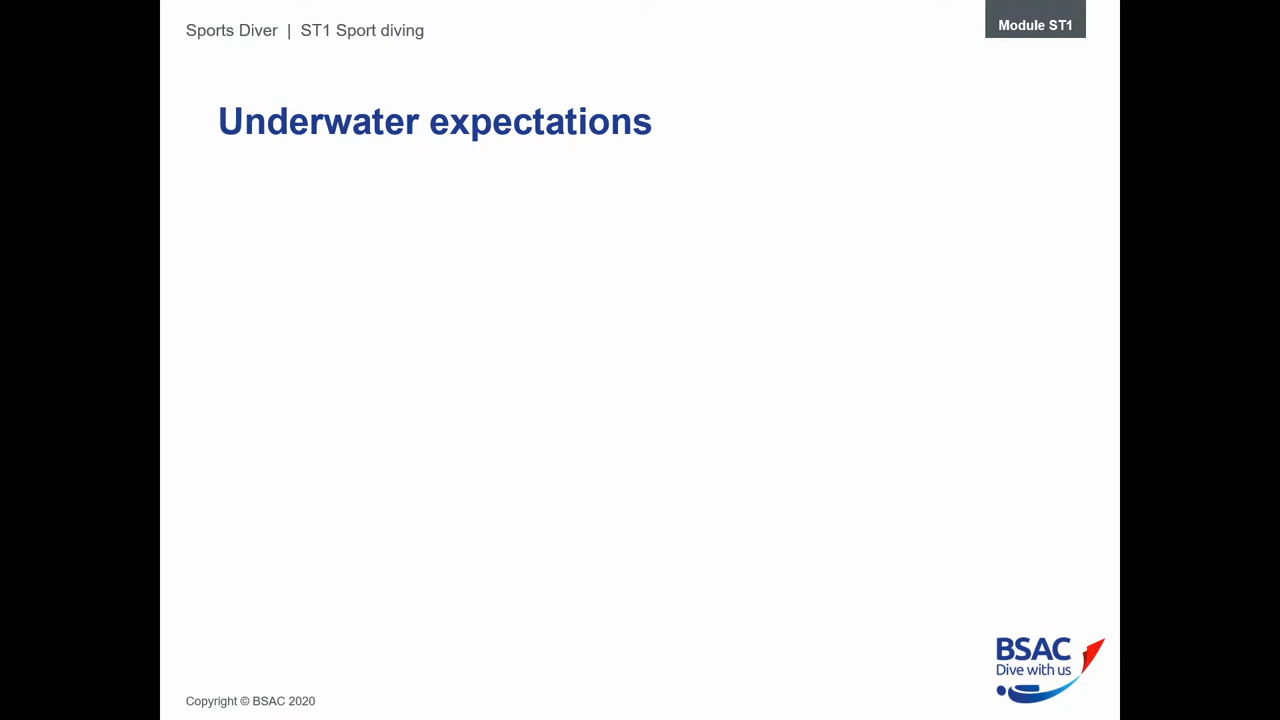 Sports Diver | ST1 Sport diving
Module ST1
Underwater expectations
BSAC
Dive with us
Copyright © BSAC 2020